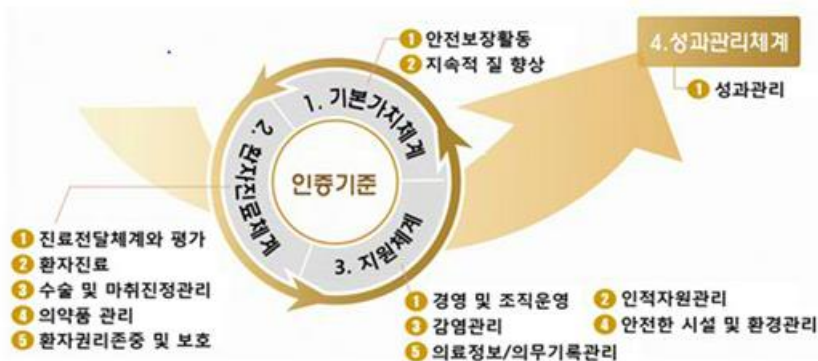 ① 안전보장활동
② 지속적 질 향상
4.성과관리체계
① 성과관리
1. 기본가치체계
2. 환자진료체계
인증기준
3. 지원체계
① 진료전달체계와 평가
② 환자진료
③ 수술 및 마취진정관리
④ 의약품 관리
⑤ 환자권리존중 및 보호
① 경영 및 조직운영 ② 인적자원관리
③ 감염관리 ④ 안전한 시설 및 환경관리
⑤ 의료정보/의무기록관리